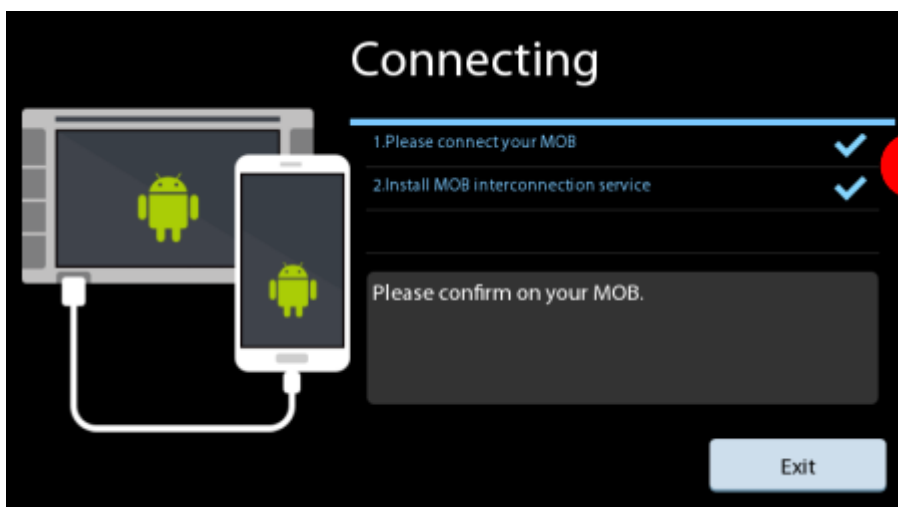 Connecting
1.Please connect your MOB
2.Install MOB interconnection service
Please confirm on your MOB.
Exit